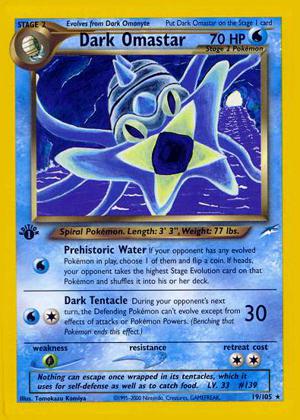 STAGE 2 Evolves from Dark Omanyte Put Dark Omastar on the Stage 1 card
Dark Omastar 70 HP
Stage 2 Pokémon
Spiral Pokémon. Length: 3' 3", Weight: 77 lbs.
Edition
1
Prehistoric Water If your opponent has any evolved
Pokémon in play, choose 1 of them and flip a coin. If heads,
your opponent takes the highest Stage Evolution card on that
Pokémon and shuffles it into his or her deck.
Dark Tentacle During your opponent's next
turn, the Defending Pokémon can't evolve except from
effects of attacks or Pokémon Powers. (Benching that
Pokémon ends this effect.)
30
weakness resistance retreat cost
Nothing can escape once wrapped in its tentacles, which it
uses for self-defense as well as to catch food. LV. 33 #139
Illus. Tomokazu Komiya ©1995-2000 Nintendo, Creatures, GAMEFREAK. 19/105 ★